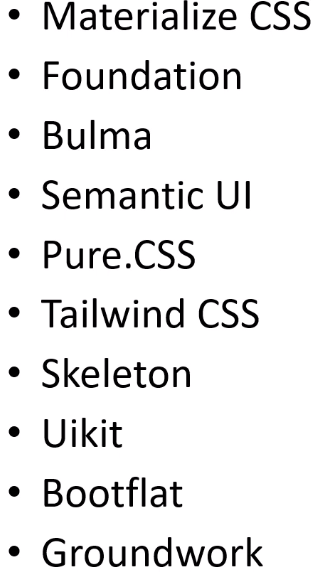 • Materialize CSS
• Foundation
• Bulma
• Semantic UI
• Pure.CSS
• Tailwind CSS
• Skeleton
• Uikit
• Bootflat
• Groundwork